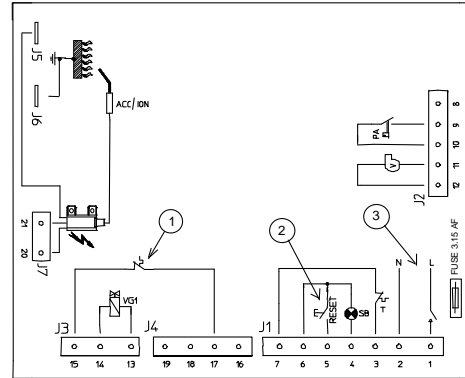 J5
J6
ACC/ION
8
9
10
11
12
J2
PA
V
21
20
J7
1
2
3
VG1
RESET
SB
T
N
L
FUSE 3.15 AF
J3
J4
J1
15
14
13
19
18
17
16
7
6
5
4
3
2
1